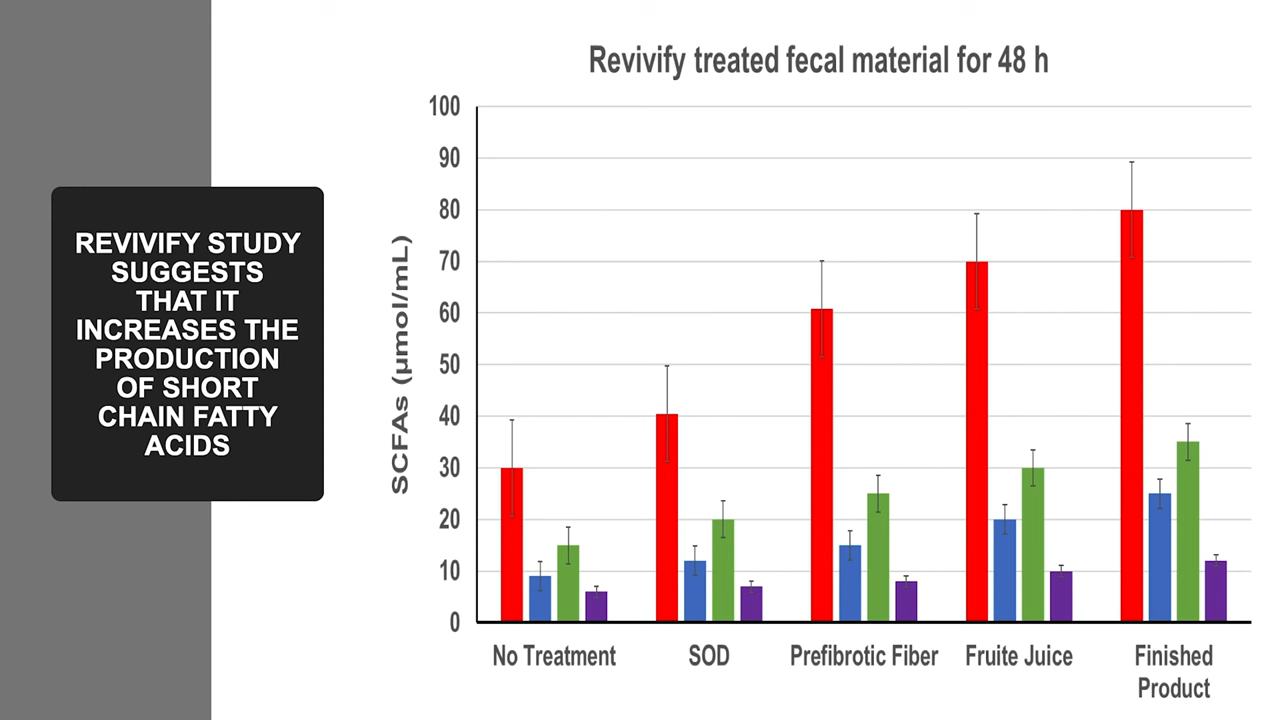 REVIVIFY STUDY
SUGGESTS
THAT IT
INCREASES THE
PRODUCTION
OF SHORT
CHAIN FATTY
ACIDS
Revivify treated fecal material for 48 h
SCFAs (µmol/mL)
100
90
80
70
60
50
40
30
20
10
0
No Treatment
SOD
Prefibrotic Fiber
Fruite Juice
Finished
Product